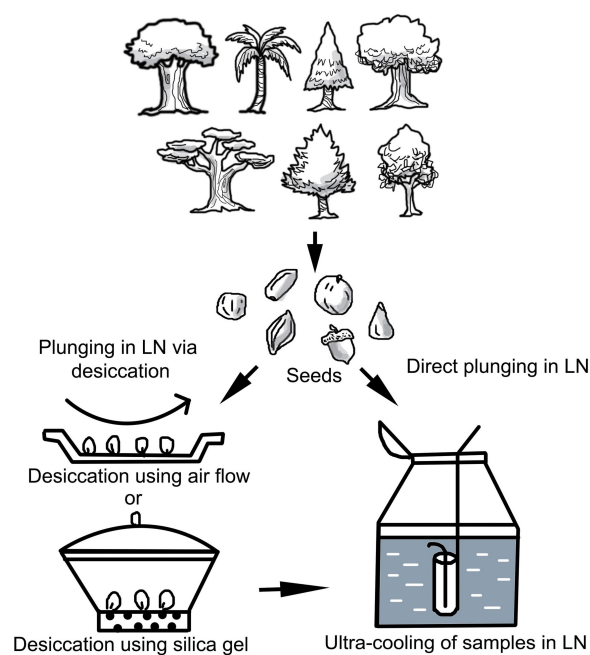 Seeds
Plunging in LN via
desiccation
Direct plunging in LN
Desiccation using air flow
or
Desiccation using silica gel
Ultra-cooling of samples in LN